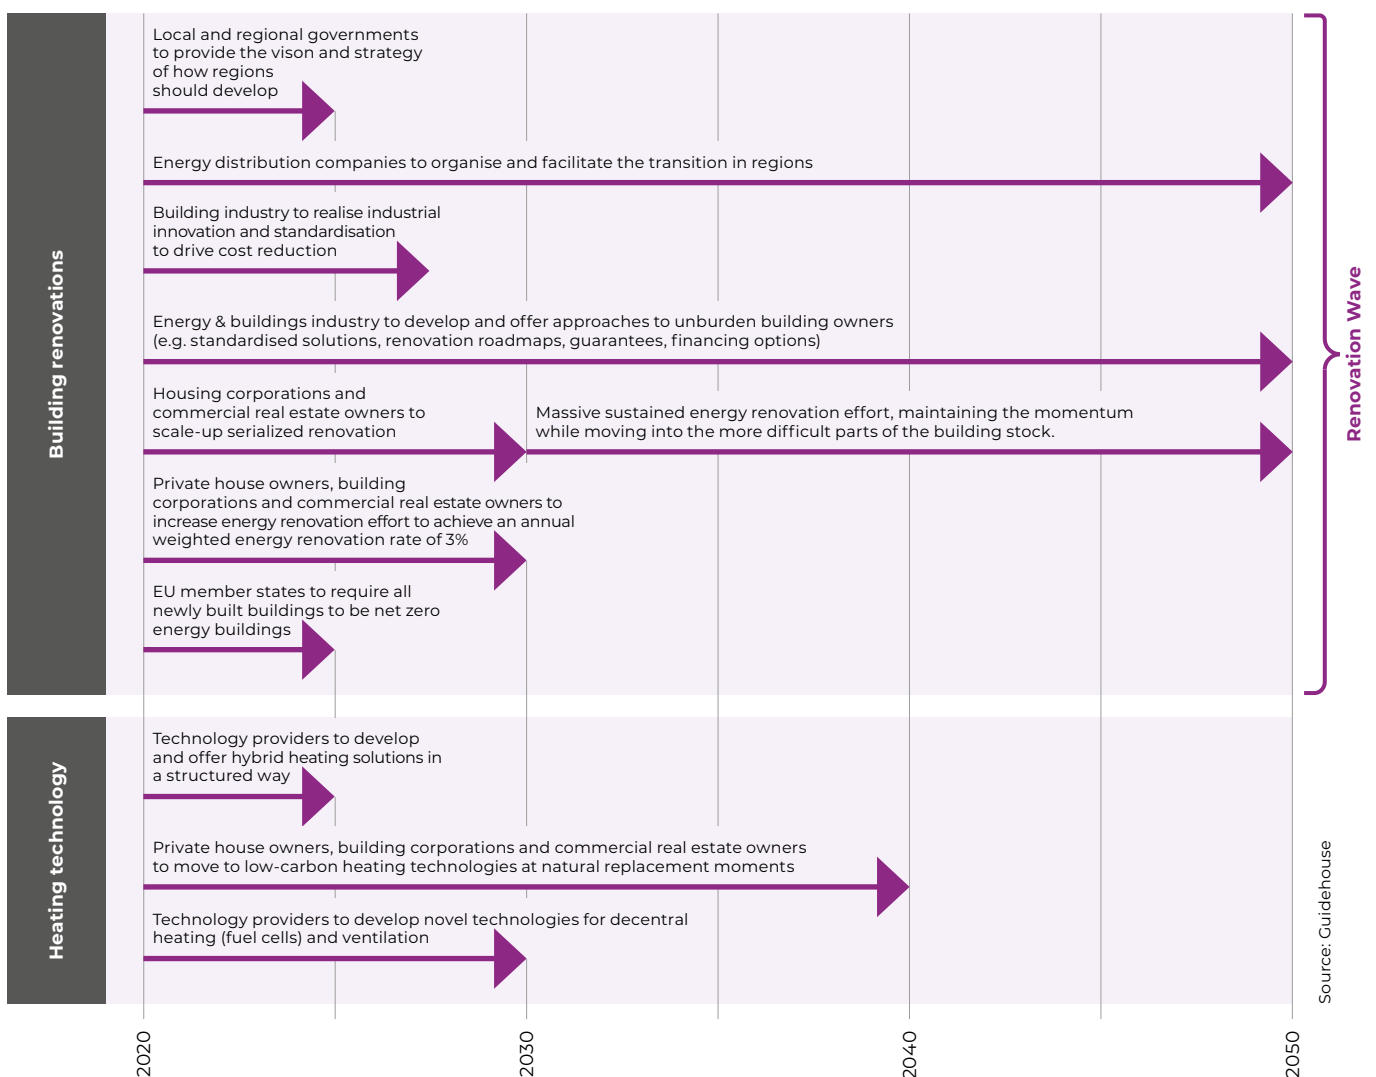 Building renovations
Local and regional governments
to provide the vison and strategy
of how regions
should develop
Energy distribution companies to organise and facilitate the transition in regions
Building industry to realise industrial
innovation and standardisation
to drive cost reduction
Energy & buildings industry to develop and offer approaches to unburden building owners
(e.g. standardised solutions, renovation roadmaps, guarantees, financing options)
Housing corporations and
commercial real estate owners to
scale-up serialized renovation
Massive sustained energy renovation effort, maintaining the momentum
while moving into the more difficult parts of the building stock.
Private house owners, building
corporations and commercial real estate owners to
increase energy renovation effort to achieve an annual
weighted energy renovation rate of 3%
EU member states to require all
newly built buildings to be net zero
energy buildings
Renovation Wave
Heating technology
Technology providers to develop
and offer hybrid heating solutions in
a structured way
Private house owners, building corporations and commercial real estate owners
to move to low-carbon heating technologies at natural replacement moments
Technology providers to develop novel technologies for decentral
heating (fuel cells) and ventilation
Source: Guidehouse
2020
2030
2040
2050